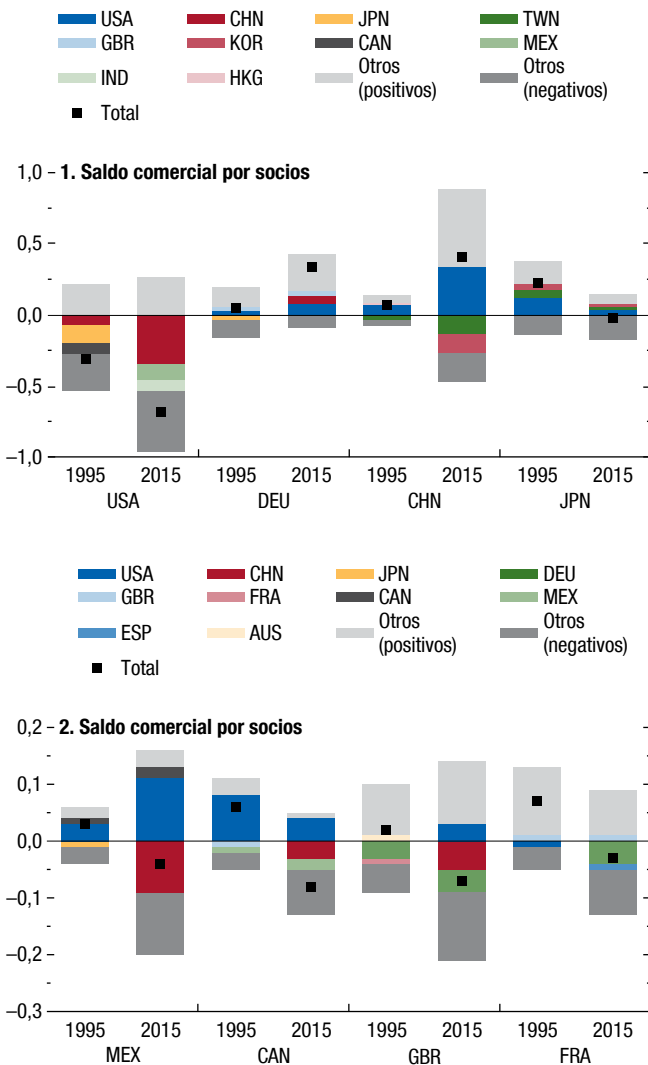 USA CHN JPN TWN
GBR KOR CAN MEX
IND HKG Otros (positivos) Otros (negativos)
Total
1. Saldo comercial por socios
1,0
0,5
0,0
–0,5
–1,0
1995 2015 1995 2015 1995 2015 1995 2015
USA DEU CHN JPN
USA CHN JPN DEU
GBR FRA CAN MEX
ESP AUS Otros (positivos) Otros (negativos)
Total
2. Saldo comercial por socios
0,2
0,1
0,0
–0,1
–0,2
–0,3
1995 2015 1995 2015 1995 2015 1995 2015
MEX CAN GBR FRA